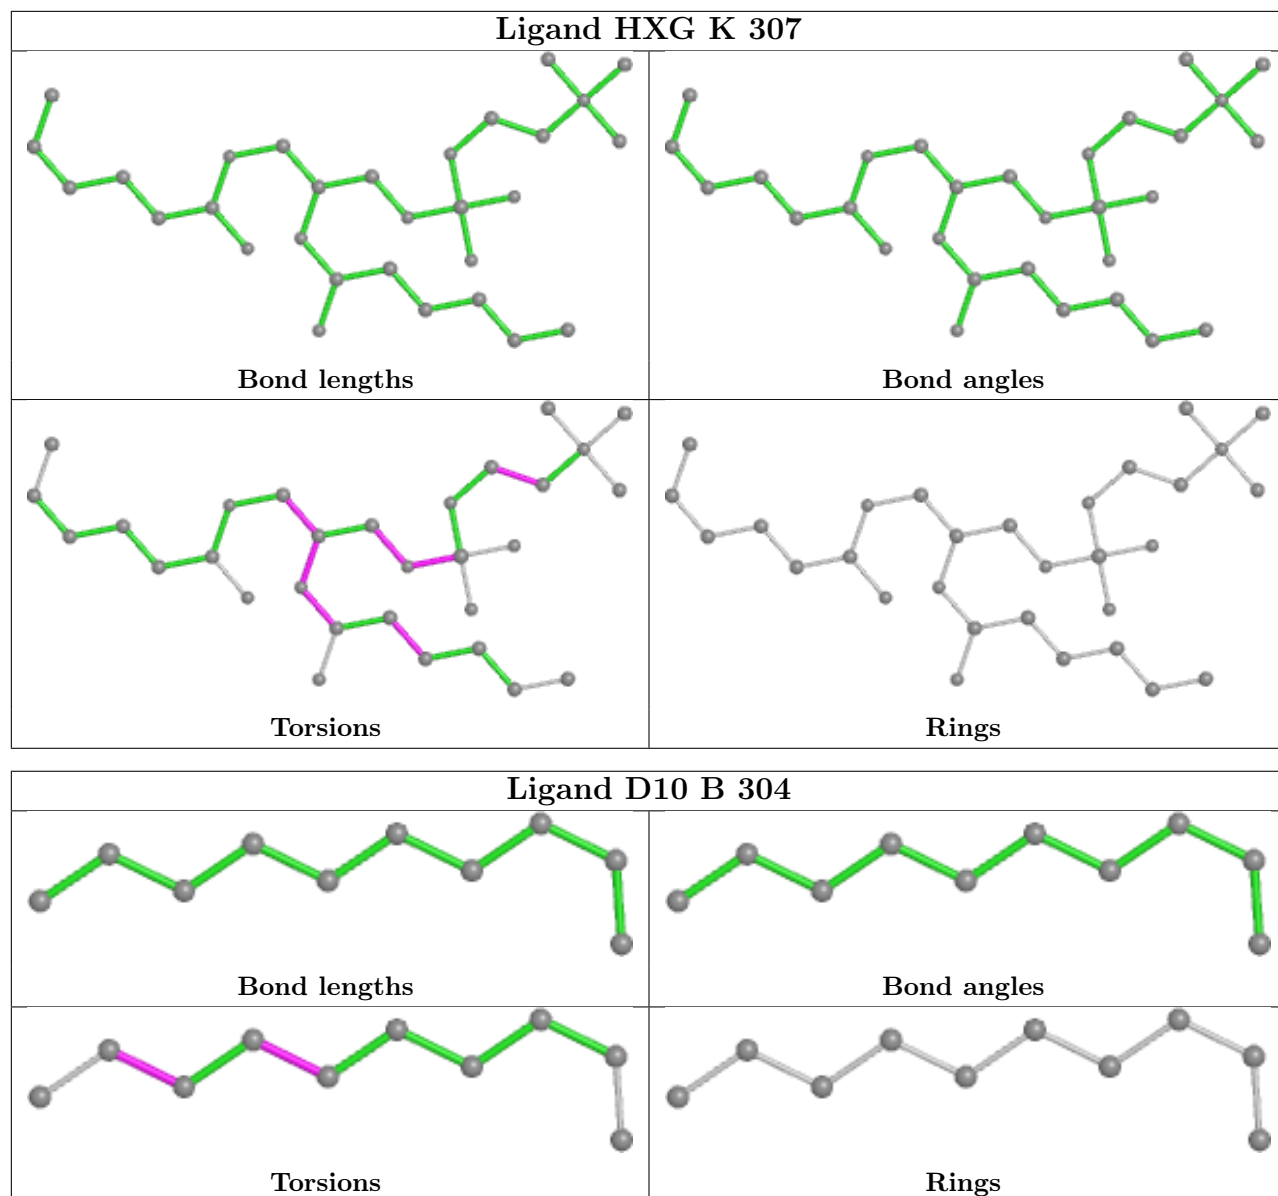 Ligand HXG K 307
Bond lengths
Bond angles
Torsions
Rings
Ligand D10 B 304
Bond lengths
Bond angles
Torsions
Rings